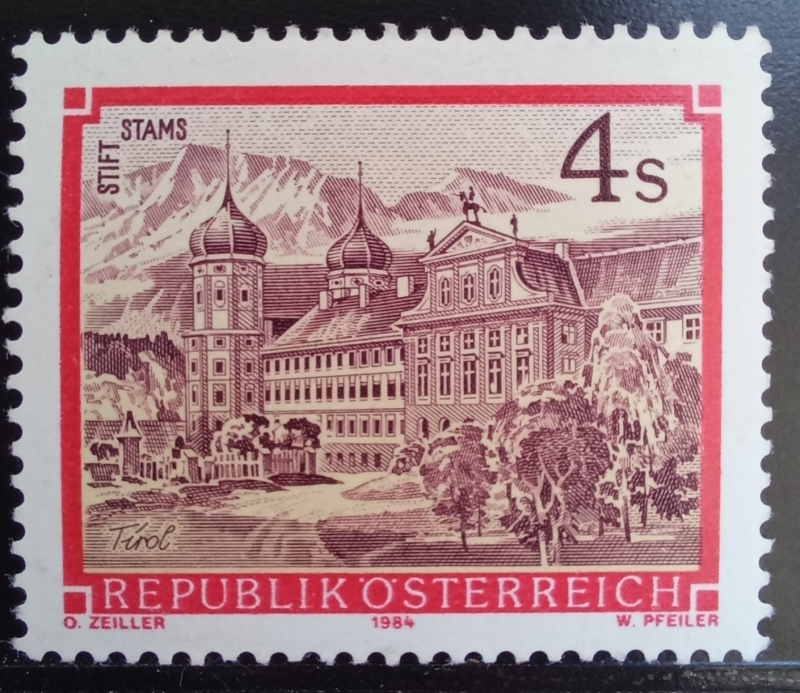 STIFT STAMS
4s
Tirol
REPUBLIK ÖSTERREICH
O. ZEILLER 1984 W. PFEILER